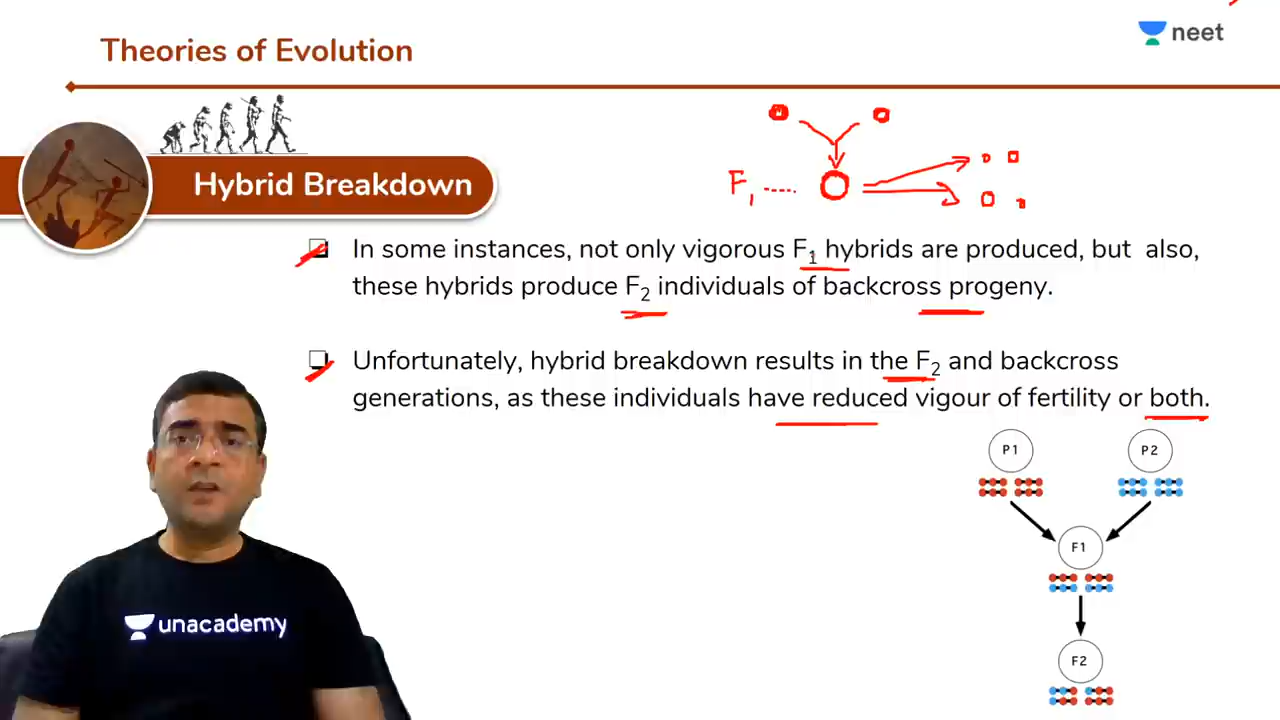 Theories of Evolution
neet
Hybrid Breakdown
F1
In some instances, not only vigorous F1 hybrids are produced, but also,
these hybrids produce F2 individuals of backcross progeny.
Unfortunately, hybrid breakdown results in the F2 and backcross
generations, as these individuals have reduced vigour of fertility or both.
P1
P2
F1
F2
unacademy